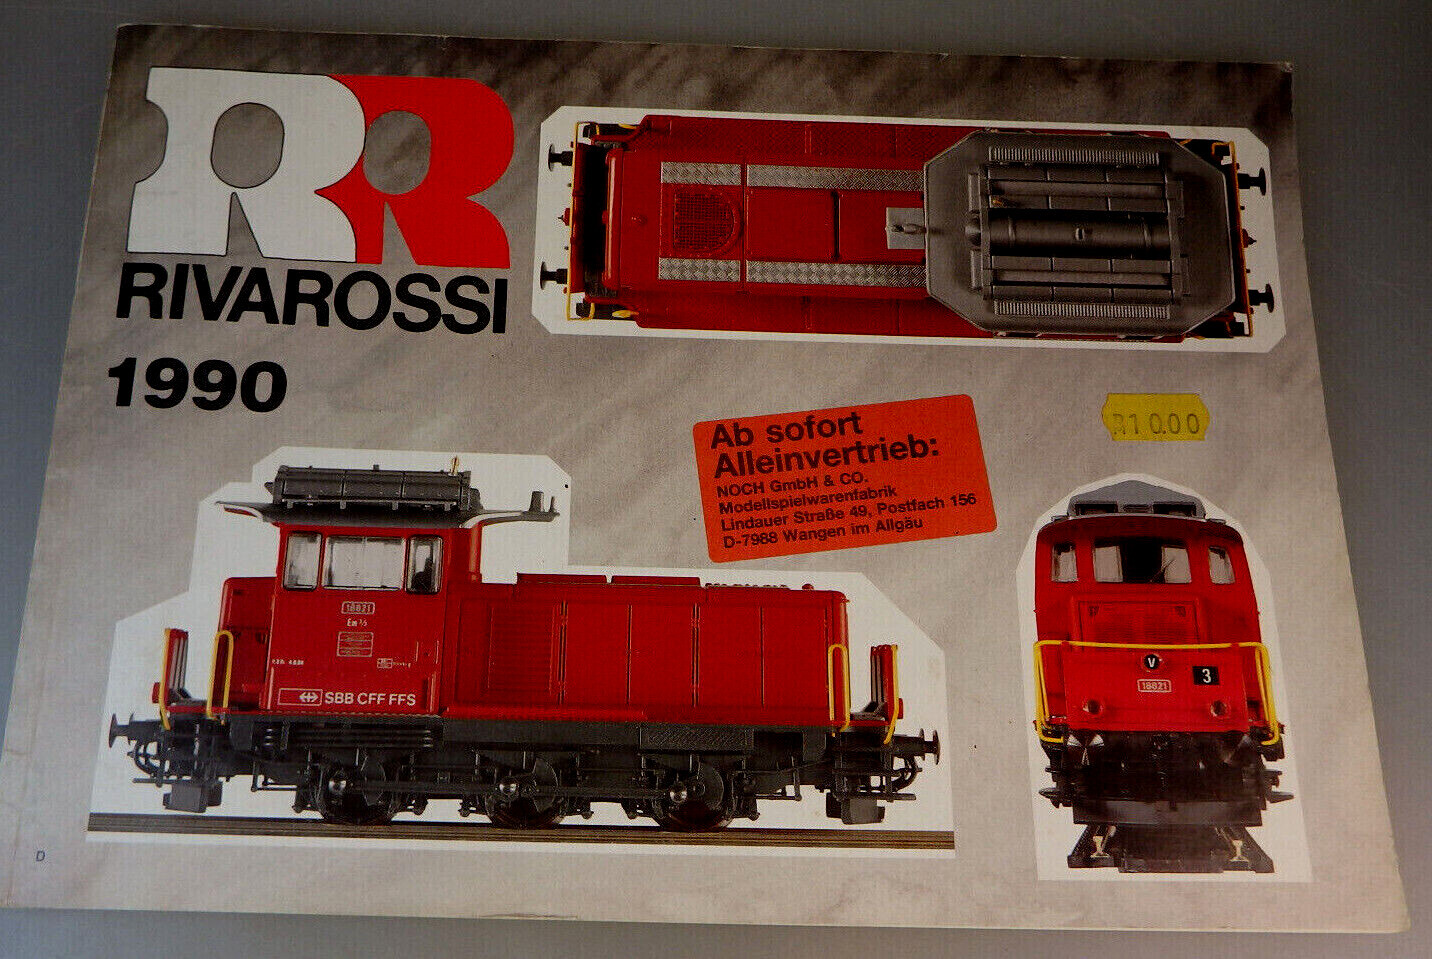 RR
RIVAROSSI
1990
Ab sofort
Alleinvertrieb:
NOCH GmbH & CO.
Modellspielwarenfabrik
Lindauer Straße 49, Postfach 156
D-7988 Wangen im Allgäu
R10.00
18821
Em 3/3
SBB CFF FFS
V
3
18821
D